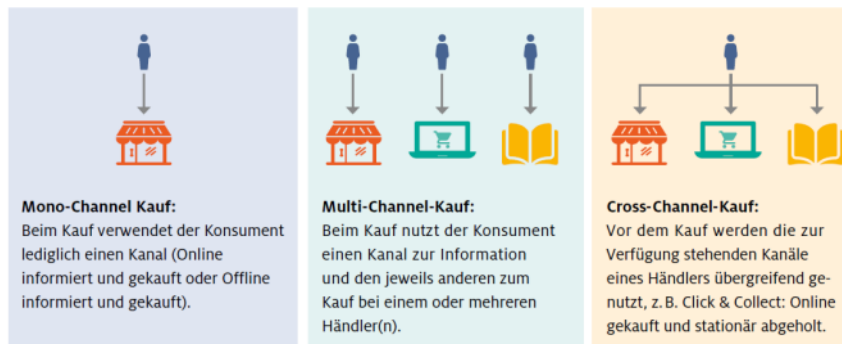 Mono-Channel Kauf:
Beim Kauf verwendet der Konsument
lediglich einen Kanal (Online
informiert und gekauft oder Offline
informiert und gekauft).
Multi-Channel-Kauf:
Beim Kauf nutzt der Konsument
einen Kanal zur Information
und den jeweils anderen zum
Kauf bei einem oder mehreren
Händler(n).
Cross-Channel-Kauf:
Vor dem Kauf werden die zur
Verfügung stehenden Kanäle
eines Händlers übergreifend ge-
nutzt, z. B. Click & Collect: Online
gekauft und stationär abgeholt.